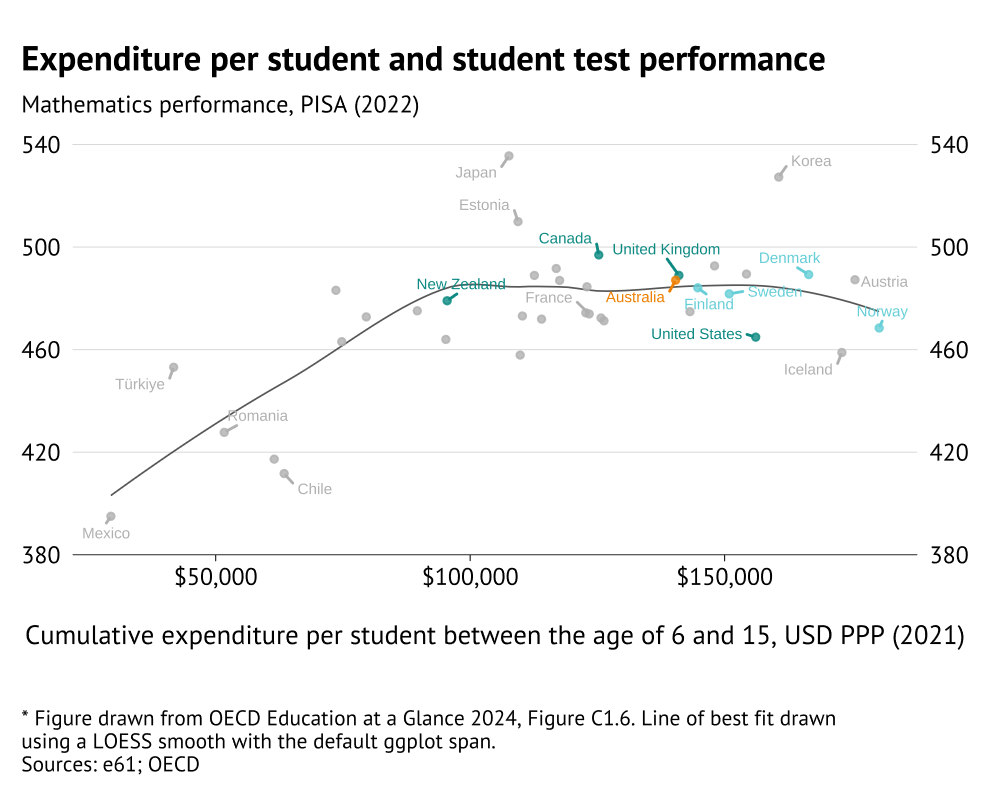 Expenditure per student and student test performance
Mathematics performance, PISA (2022)
540 540
Japan
Korea
Estonia
Canada
500 500
United Kingdom
Denmark
New Zealand
France
Australia
Finland
Sweden
Austria
Norway
United States
460 460
Iceland
Türkiye
Romania
420 420
Chile
Mexico
380 380
$50,000 $100,000 $150,000
Cumulative expenditure per student between the age of 6 and 15, USD PPP (2021)
* Figure drawn from OECD Education at a Glance 2024, Figure C1.6. Line of best fit drawn
using a LOESS smooth with the default ggplot span.
Sources: e61; OECD